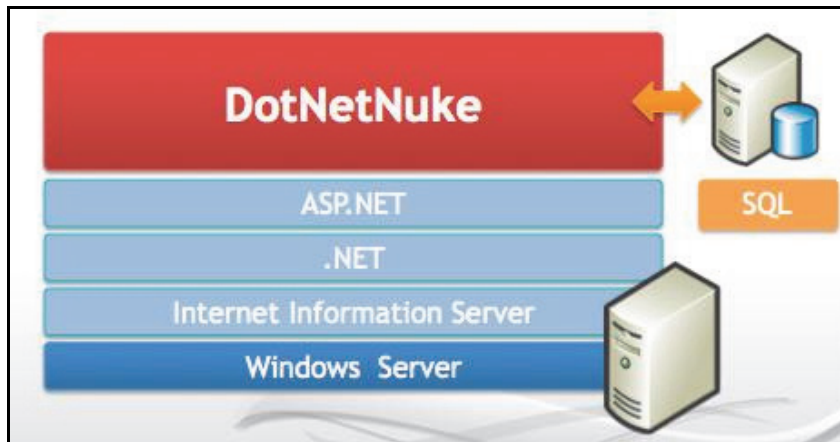 DotNetNuke
ASP.NET
SQL
.NET
Internet Information Server
Windows Server